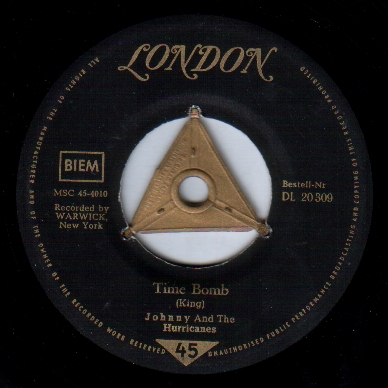 LONDON
BIEM
MSC 45-4010
Recorded by
WARWICK,
New York
Bestell-Nr
DL 20 309
Time Bomb
(King)
Johnny And The
Hurricanes
45
ALL RIGHTS OF THE MANUFACTURER AND OF THE OWNER OF THE RECORDED WORK RESERVED
UNAUTHORISED PUBLIC PERFORMANCE BROADCASTING AND COPYING OF THIS RECORD PROHIBITED